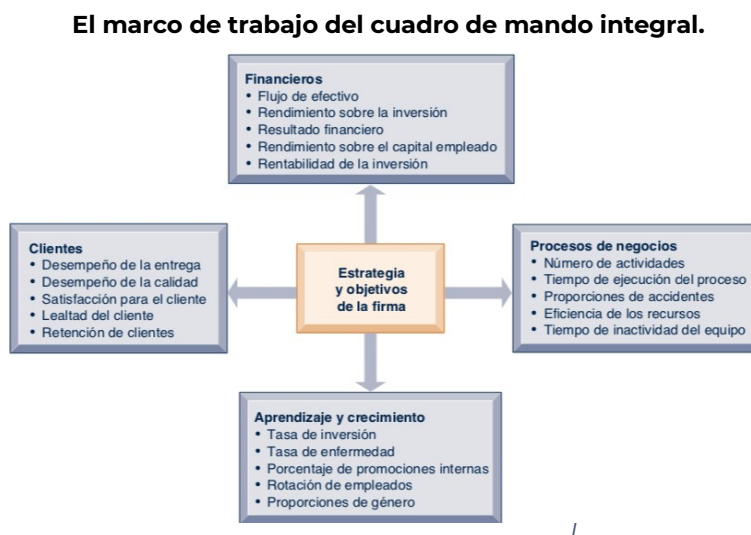 El marco de trabajo del cuadro de mando integral.
Financieros
• Flujo de efectivo
• Rendimiento sobre la inversión
• Resultado financiero
• Rendimiento sobre el capital empleado
• Rentabilidad de la inversión
Clientes
• Desempeño de la entrega
• Desempeño de la calidad
• Satisfacción para el cliente
• Lealtad del cliente
• Retención de clientes
Estrategia
y objetivos
de la firma
Procesos de negocios
• Número de actividades
• Tiempo de ejecución del proceso
• Proporciones de accidentes
• Eficiencia de los recursos
• Tiempo de inactividad del equipo
Aprendizaje y crecimiento
• Tasa de inversión
• Tasa de enfermedad
• Porcentaje de promociones internas
• Rotación de empleados
• Proporciones de género